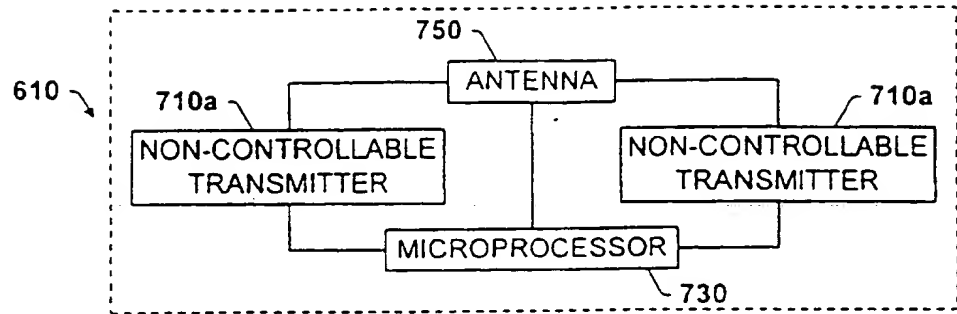 750
ANTENNA
610
710a
710a
NON-CONTROLLABLE
TRANSMITTER
NON-CONTROLLABLE
TRANSMITTER
MICROPROCESSOR
730